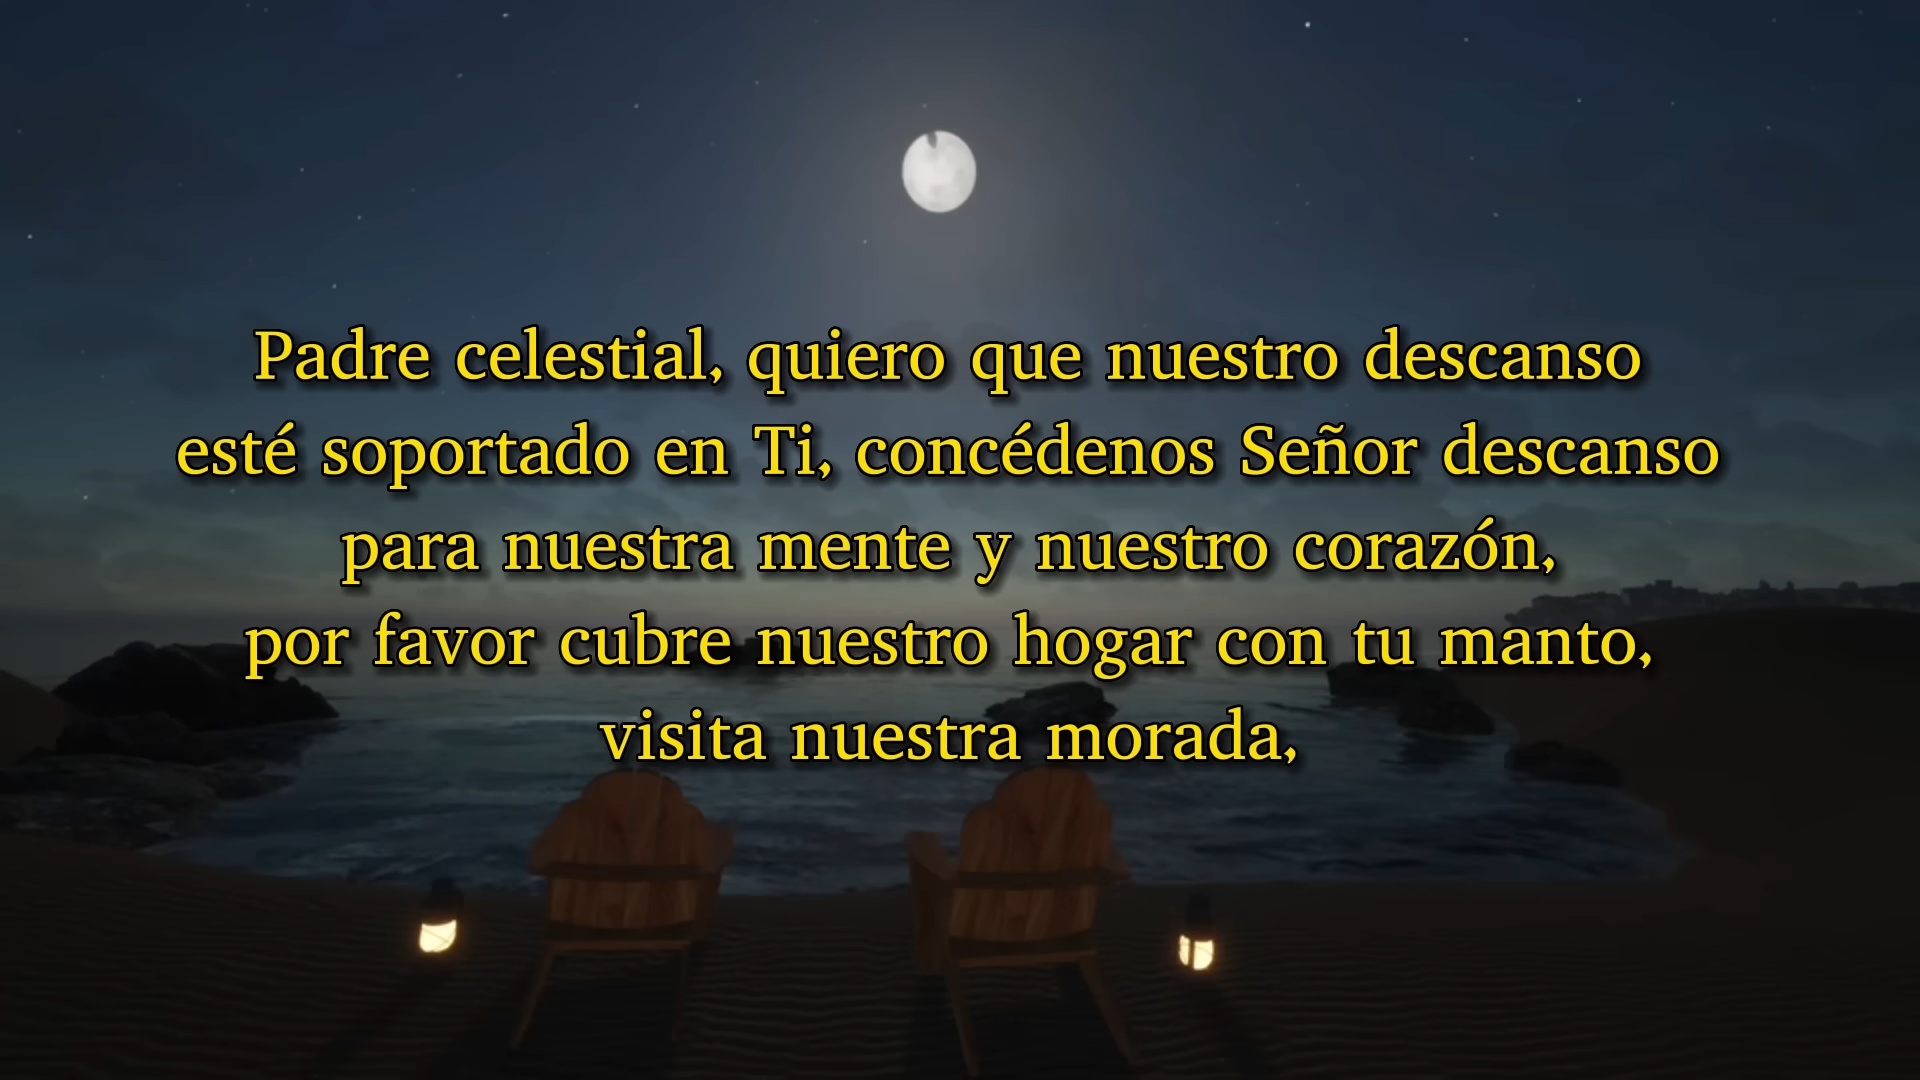 Padre celestial, quiero que nuestro descanso
esté soportado en Ti, concédenos Señor descanso
para nuestra mente y nuestro corazón,
por favor cubre nuestro hogar con tu manto,
visita nuestra morada,